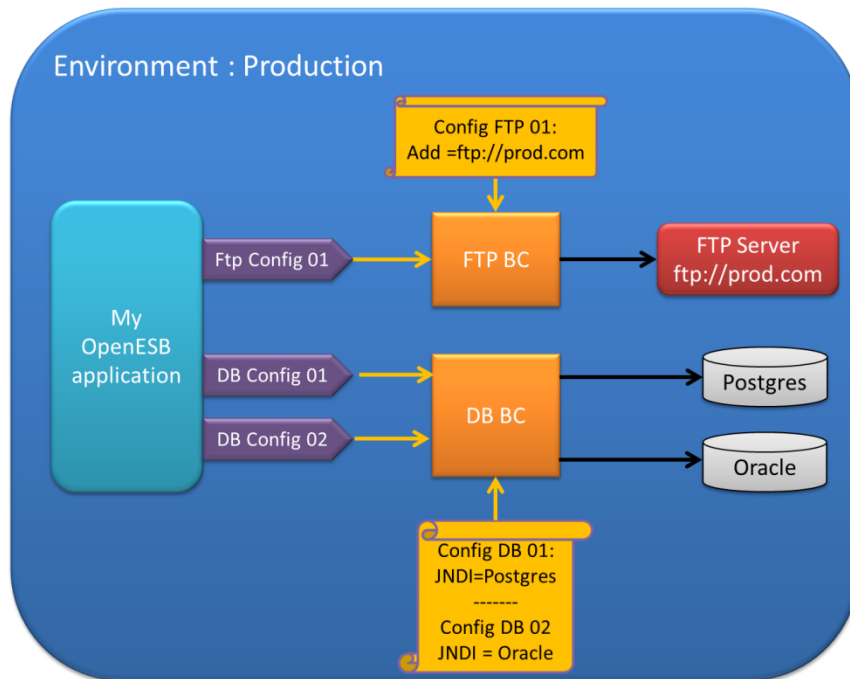 Environment : Production
Config FTP 01:
Add =ftp://prod.com
Ftp Config 01
FTP BC
FTP Server
ftp://prod.com
My
OpenESB
application
DB Config 01
DB Config 02
DB BC
Postgres
Oracle
Config DB 01:
JNDI=Postgres
-------
Config DB 02
JNDI = Oracle